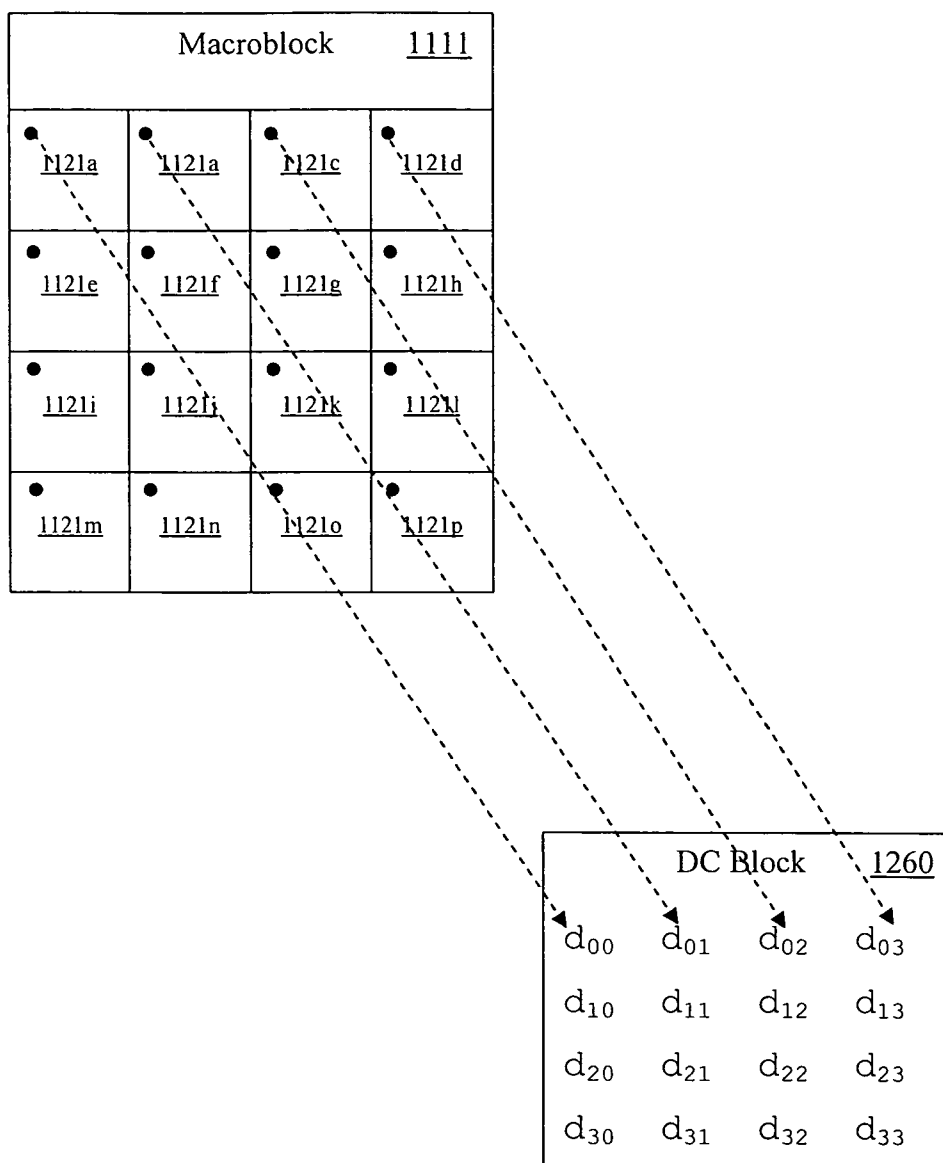 Macroblock 1111
1121a 1121a 1121c 1121d
1121e 1121f 1121g 1121h
1121i 1121j 1121k 1121l
1121m 1121n 1121o 1121p
DC Block 1260
d00 d01 d02 d03
d10 d11 d12 d13
d20 d21 d22 d23
d30 d31 d32 d33